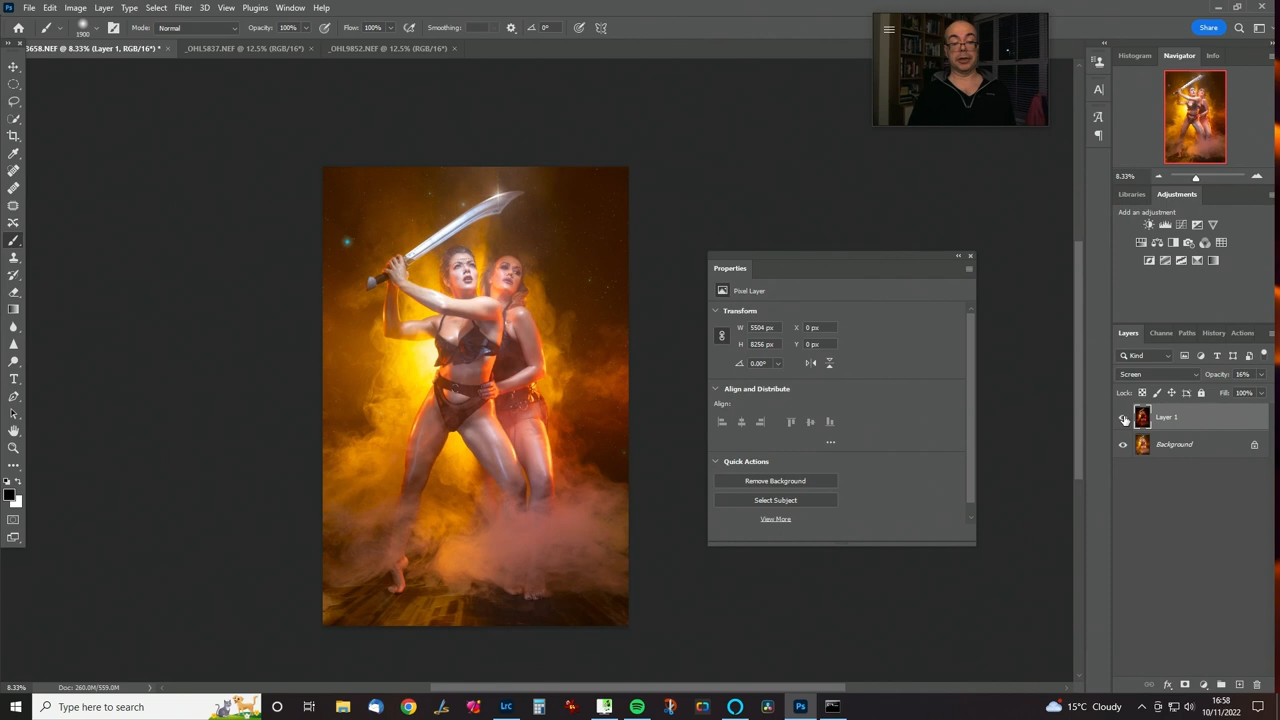 File Edit Image Layer Type Select Filter 3D View Plugins Window Help
Mode: Normal Opacity: 100% Flow: 100% Smoothing: 0° Share
3658.NEF @ 8.33% (Layer 1, RGB/16*) * × _OHL5837.NEF @ 12.5% (RGB/16*) × _OHL9852.NEF @ 12.5% (RGB/16*) ×
1900
Histogram Navigator Info
8.33%
Libraries Adjustments
Add an adjustment
Properties
Pixel Layer
Transform
W 5504 px X 0 px
H 8256 px Y 0 px
0.00°
Align and Distribute
Align:
Quick Actions
Remove Background
Select Subject
View More
Layers Channe Paths History Actions
Kind
Screen Opacity: 16%
Lock: Fill: 100%
Layer 1
Background
8.33% Doc: 260.0M/559.0M
Type here to search
Lrc
Ps
15°C Cloudy
16:58
10/11/2022